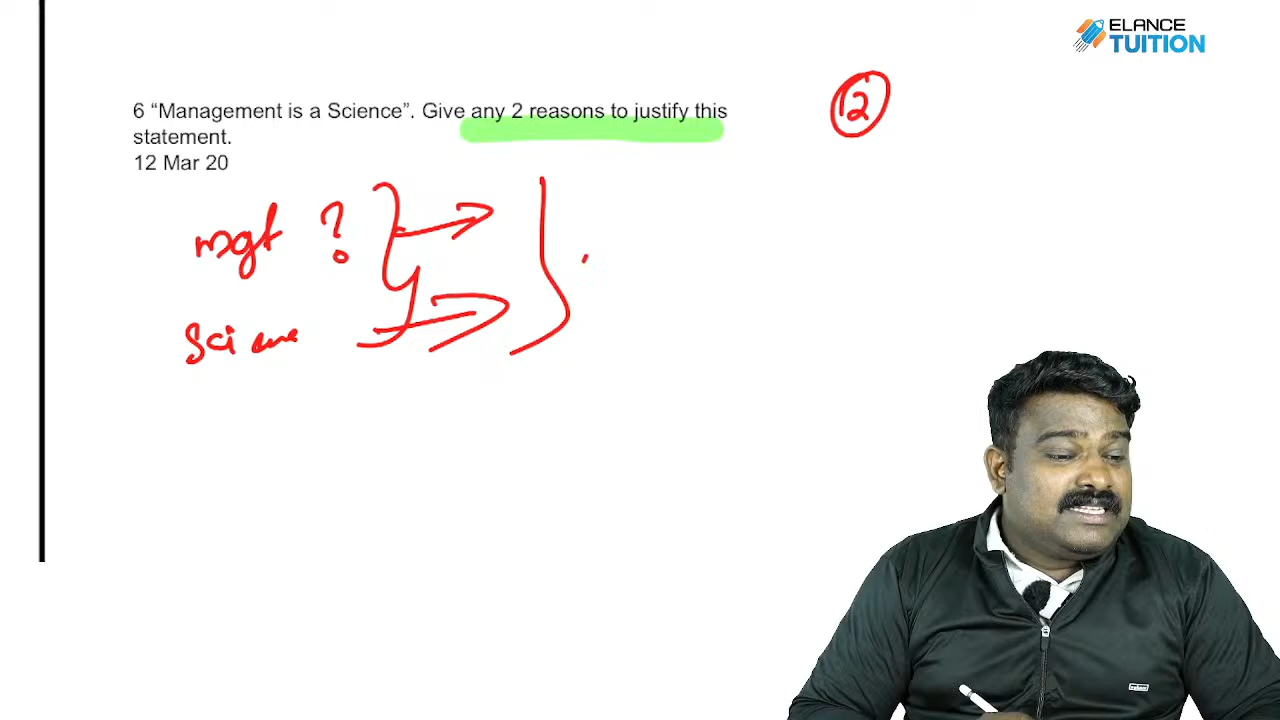 ELANCE
TUITION
6 “Management is a Science”. Give any 2 reasons to justify this
statement.
12 Mar 20
2
mgt ?
Science